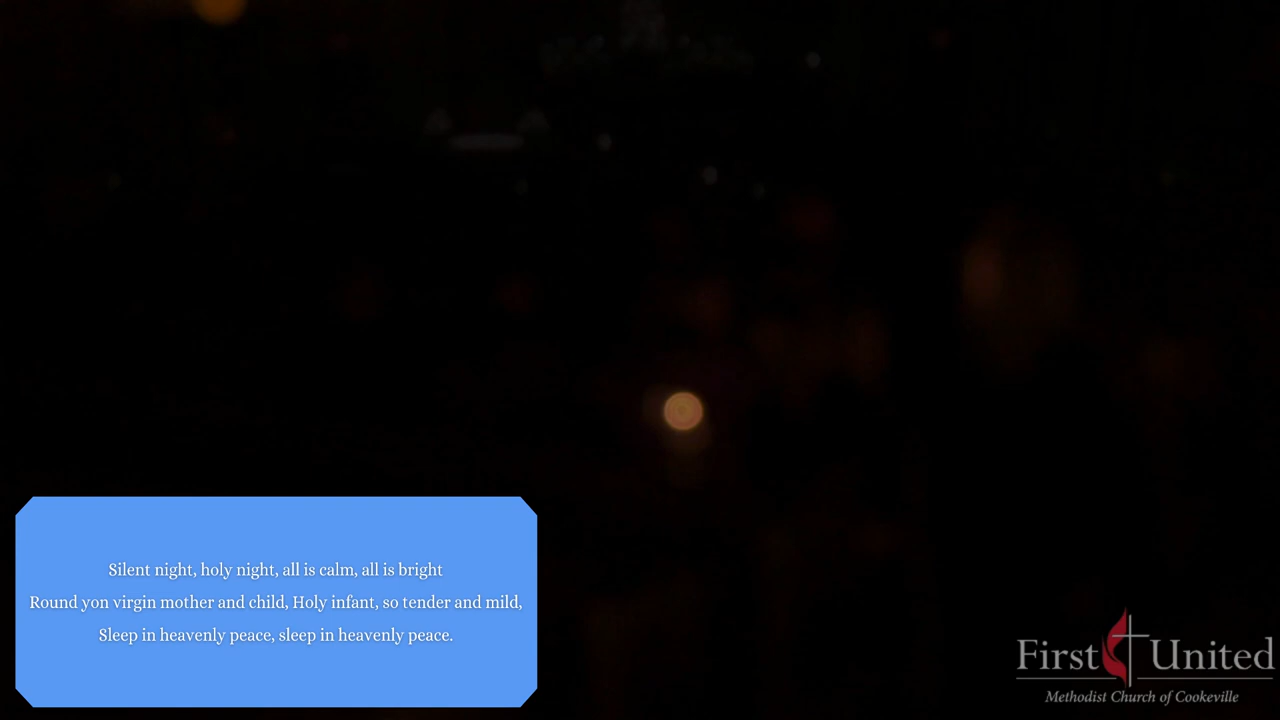 Silent night, holy night, all is calm, all is bright
Round yon virgin mother and child, Holy infant, so tender and mild,
Sleep in heavenly peace, sleep in heavenly peace.
First United
Methodist Church of Cookeville